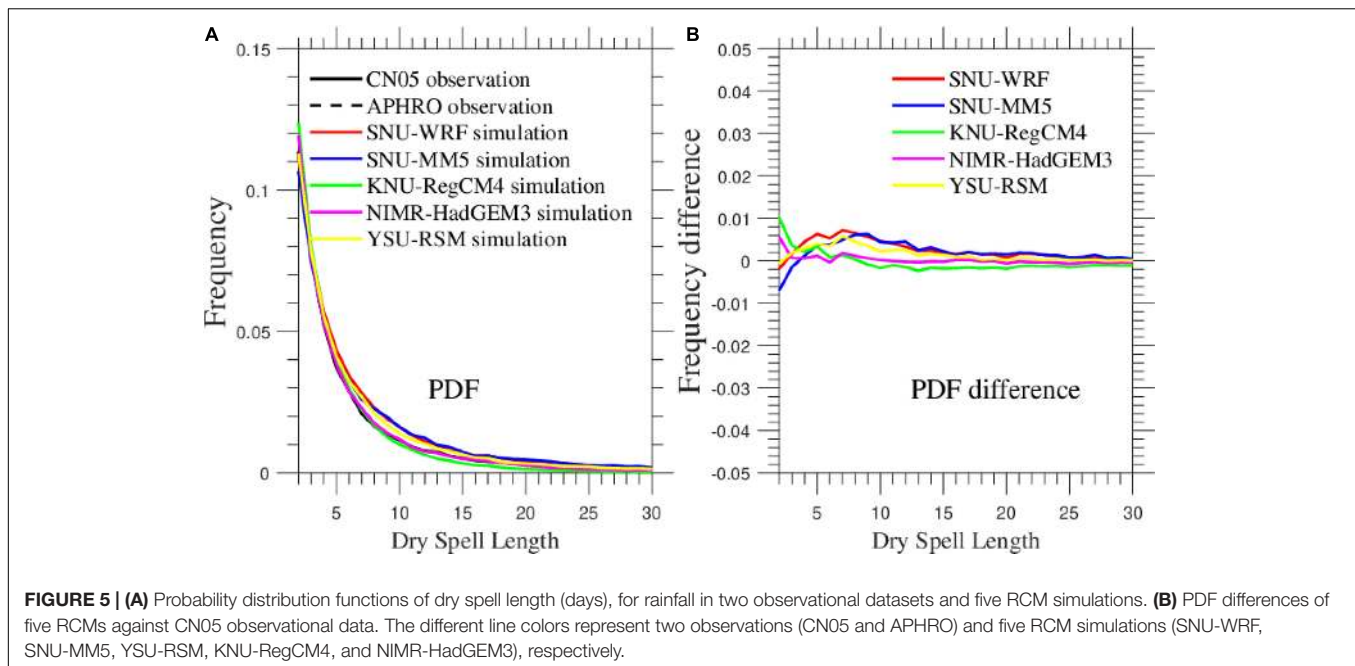 A
0.15
CN05 observation
APHRO observation
SNU-WRF simulation
SNU-MM5 simulation
KNU-RegCM4 simulation
NIMR-HadGEM3 simulation
YSU-RSM simulation
0.1
0.05
0
Frequency
PDF
5 10 15 20 25 30
Dry Spell Length
B
0.05
0.04
0.03
0.02
0.01
0
-0.01
-0.02
-0.03
-0.04
-0.05
Frequency difference
SNU-WRF
SNU-MM5
KNU-RegCM4
NIMR-HadGEM3
YSU-RSM
PDF difference
5 10 15 20 25 30
Dry Spell Length
FIGURE 5 | (A) Probability distribution functions of dry spell length (days), for rainfall in two observational datasets and five RCM simulations. (B) PDF differences of
five RCMs against CN05 observational data. The different line colors represent two observations (CN05 and APHRO) and five RCM simulations (SNU-WRF,
SNU-MM5, YSU-RSM, KNU-RegCM4, and NIMR-HadGEM3), respectively.